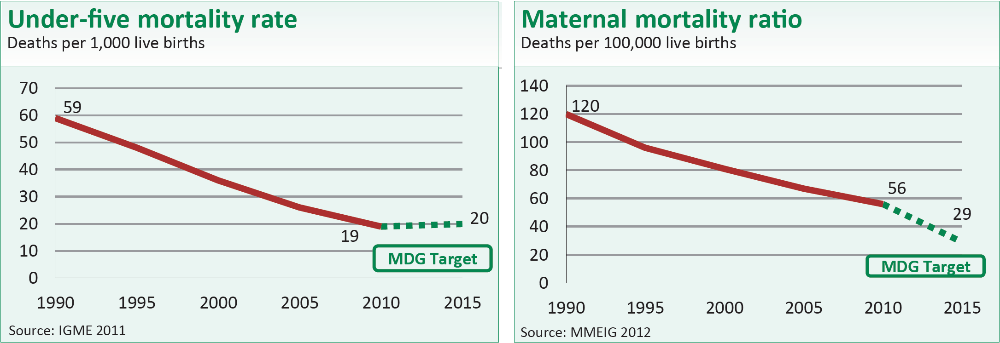 Under-five mortality rate
Deaths per 1,000 live births
70
60
50
40
30
20
10
0
59
19
20
MDG Target
1990 1995 2000 2005 2010 2015
Source: IGME 2011
Maternal mortality ratio
Deaths per 100,000 live births
140
120
100
80
60
40
20
0
120
56
29
MDG Target
1990 1995 2000 2005 2010 2015
Source: MMEIG 2012